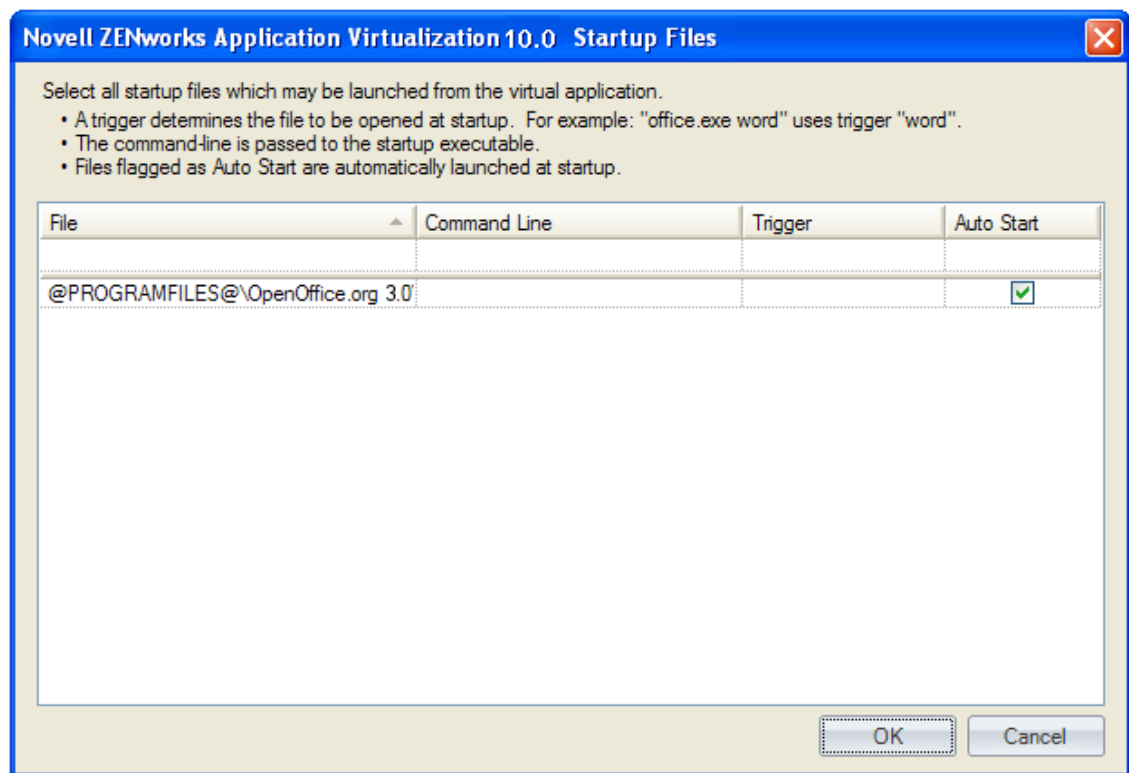 Novell ZENworks Application Virtualization 10.0 Startup Files
Select all startup files which may be launched from the virtual application.
• A trigger determines the file to be opened at startup. For example: "office.exe word" uses trigger "word".
• The command-line is passed to the startup executable.
• Files flagged as Auto Start are automatically launched at startup.
File Command Line Trigger Auto Start
@PROGRAMFILES@\OpenOffice.org 3.0
OK Cancel